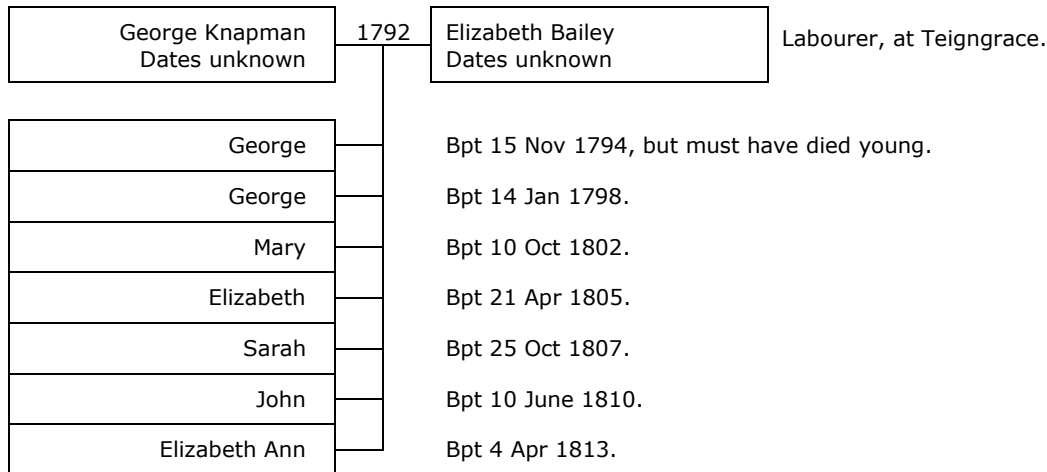 George Knapman 1792 Elizabeth Bailey Labourer, at Teigngrace.
Dates unknown Dates unknown
George Bpt 15 Nov 1794, but must have died young.
George Bpt 14 Jan 1798.
Mary Bpt 10 Oct 1802.
Elizabeth Bpt 21 Apr 1805.
Sarah Bpt 25 Oct 1807.
John Bpt 10 June 1810.
Elizabeth Ann Bpt 4 Apr 1813.